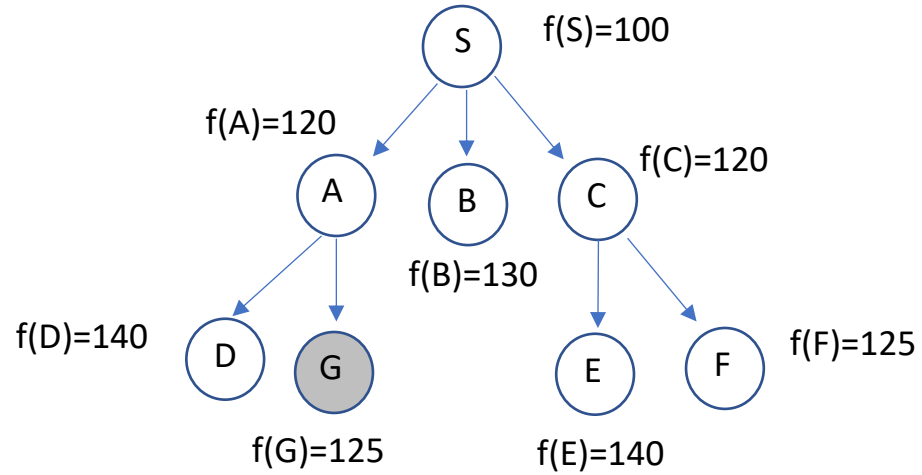 S
f(S)=100
f(A)=120
f(C)=120
A
B
C
f(B)=130
f(D)=140
D
G
E
F
f(F)=125
f(G)=125
f(E)=140